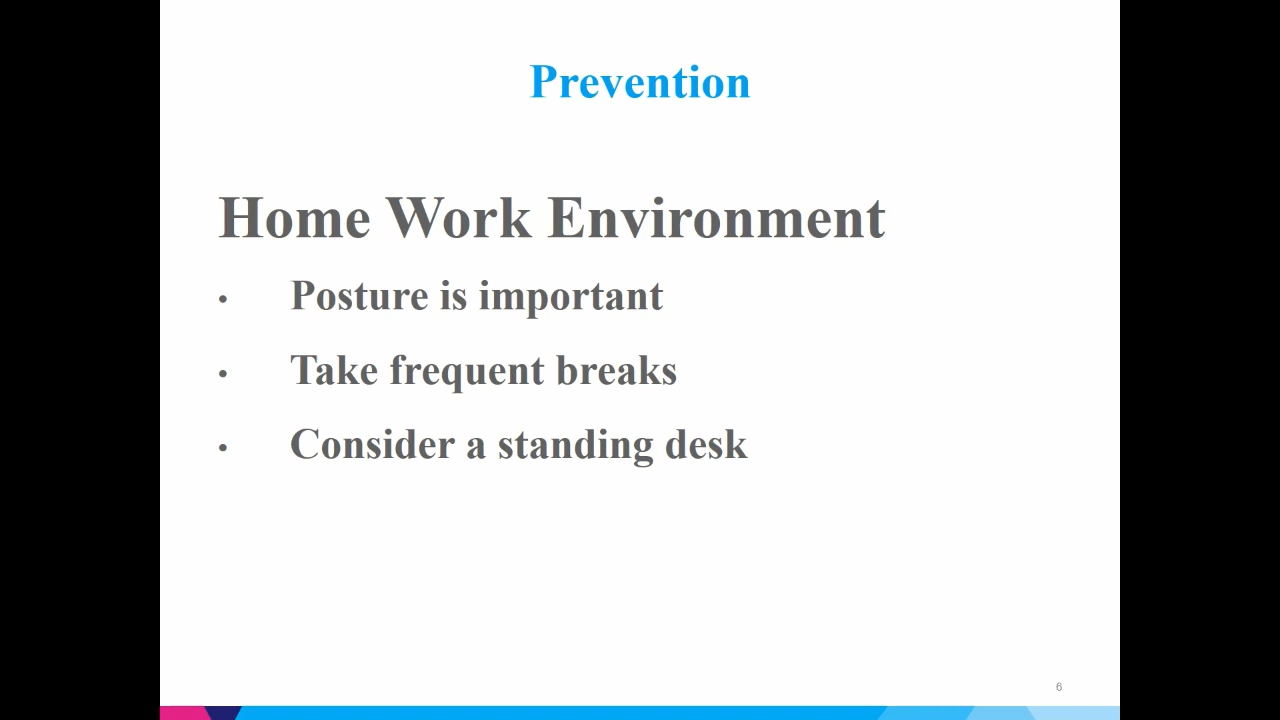 Prevention
Home Work Environment
• Posture is important
• Take frequent breaks
• Consider a standing desk
6